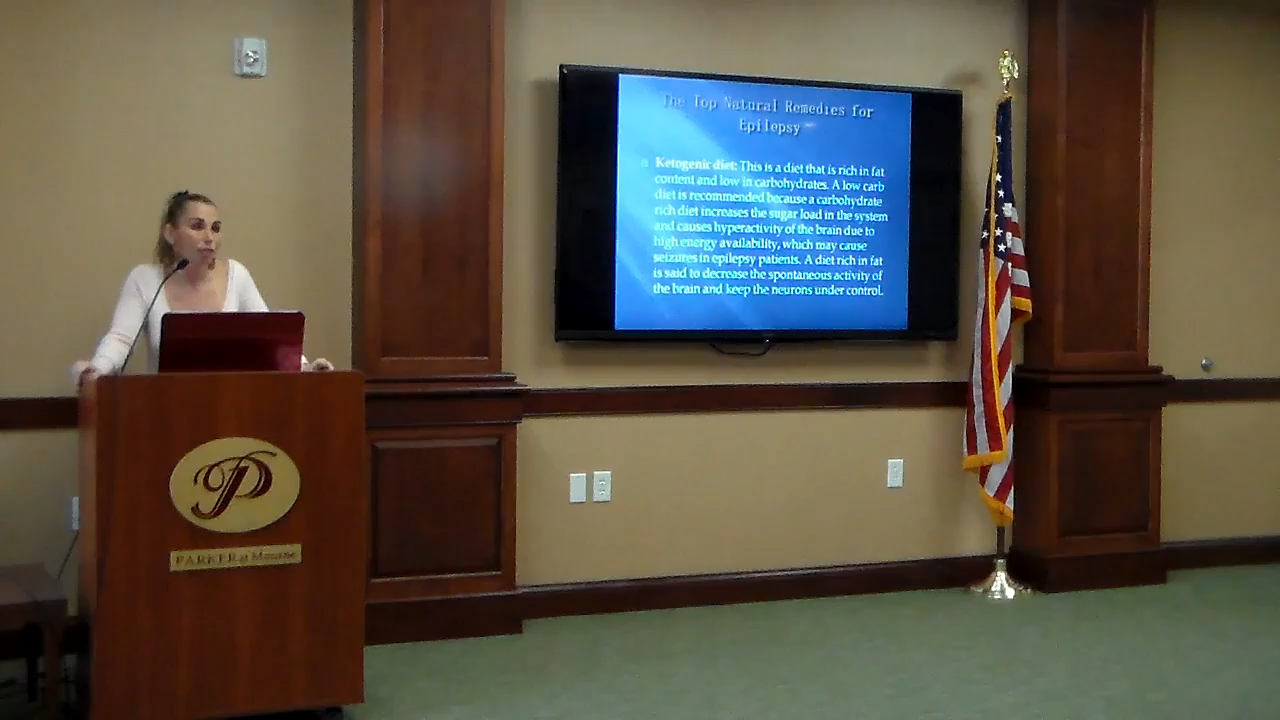 The Top Natural Remedies for
Epilepsy
Ketogenic diet: This is a diet that is rich in fat
content and low in carbohydrates. A low carb
diet is recommended because a carbohydrate
rich diet increases the sugar load in the system
and causes hyperactivity of the brain due to
high energy availability, which may cause
seizures in epilepsy patients. A diet rich in fat
is said to decrease the spontaneous activity of
the brain and keep the neurons under control.
P
PARKER at Monroe